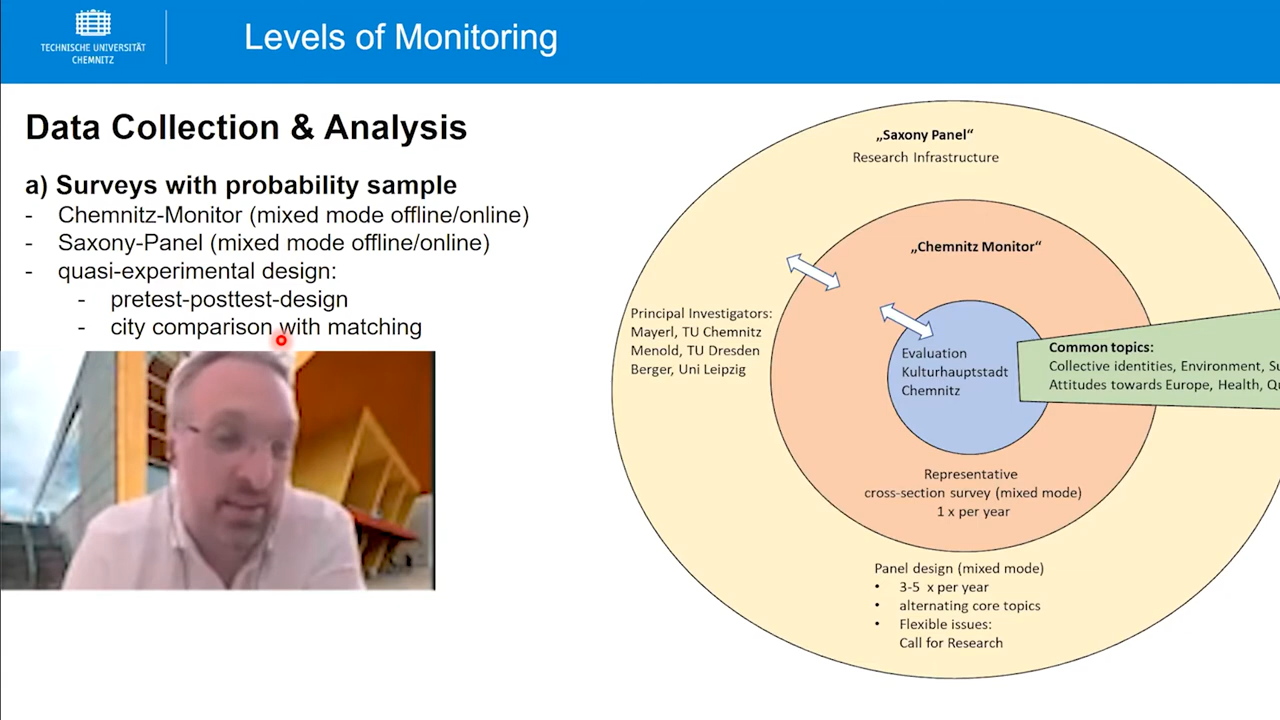 TECHNISCHE UNIVERSITÄT
CHEMNITZ
Levels of Monitoring
Data Collection & Analysis
a) Surveys with probability sample
- Chemnitz-Monitor (mixed mode offline/online)
- Saxony-Panel (mixed mode offline/online)
- quasi-experimental design:
- pretest-posttest-design
- city comparison with matching
„Saxony Panel“
Research Infrastructure
„Chemnitz Monitor“
Principal Investigators:
Mayerl, TU Chemnitz
Menold, TU Dresden
Berger, Uni Leipzig
Evaluation
Kulturhauptstadt
Chemnitz
Common topics:
Collective identities, Environment,
Attitudes towards Europe, Health,
Representative
cross-section survey (mixed mode)
1 x per year
Panel design (mixed mode)
• 3-5 x per year
• alternating core topics
• Flexible issues:
Call for Research